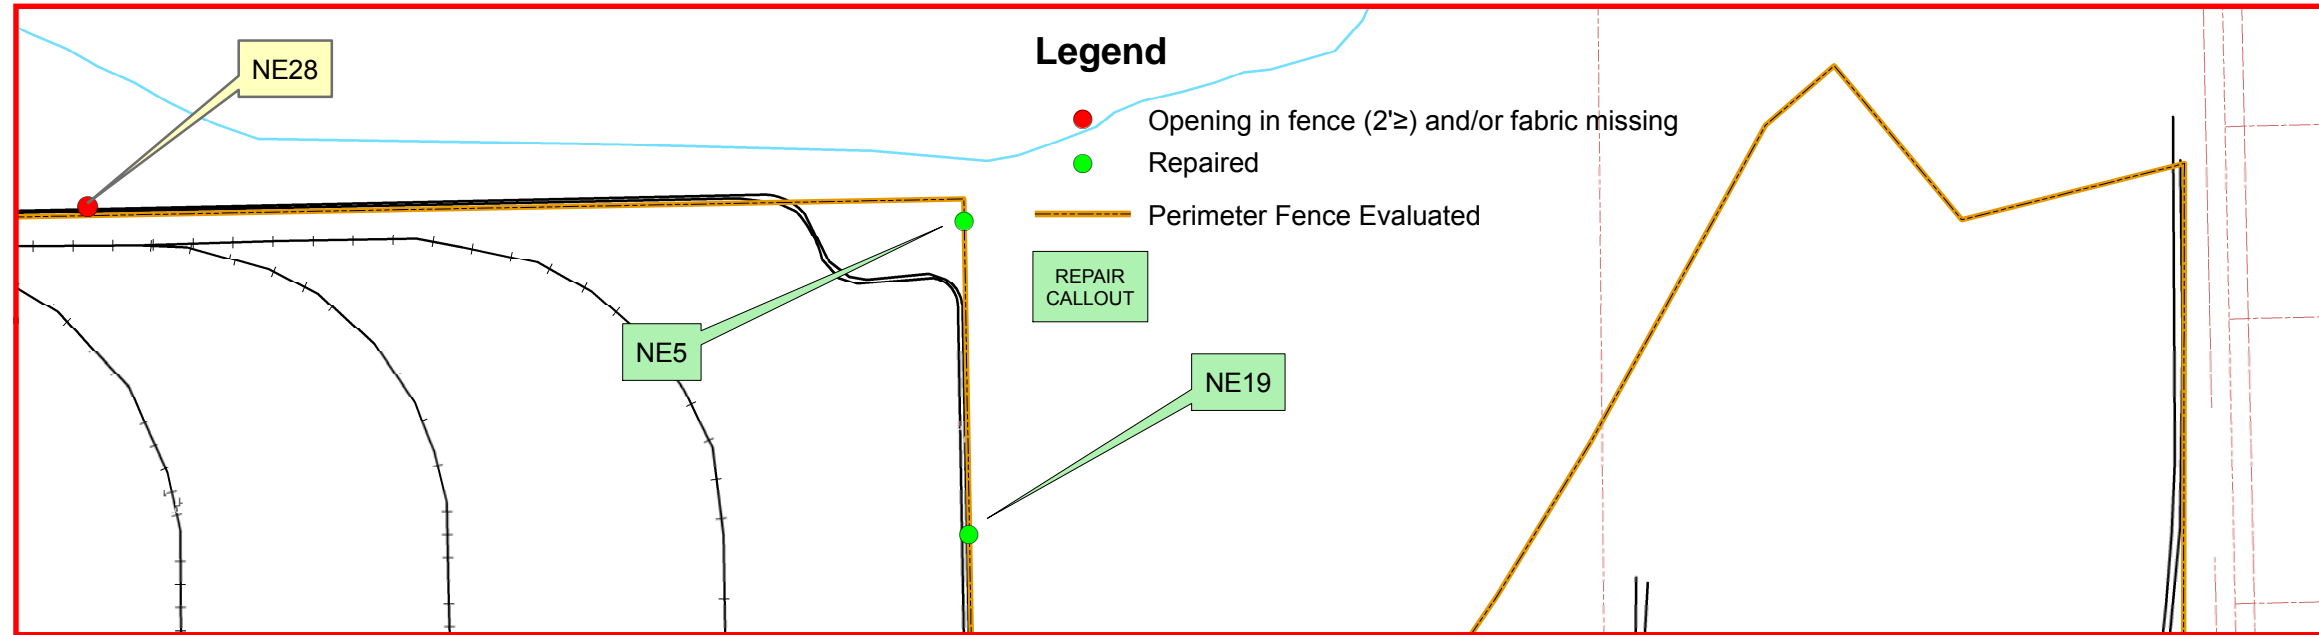 NE28
Legend
Opening in fence (2'≥) and/or fabric missing
Repaired
Perimeter Fence Evaluated
REPAIR
CALLOUT
NE5
NE19